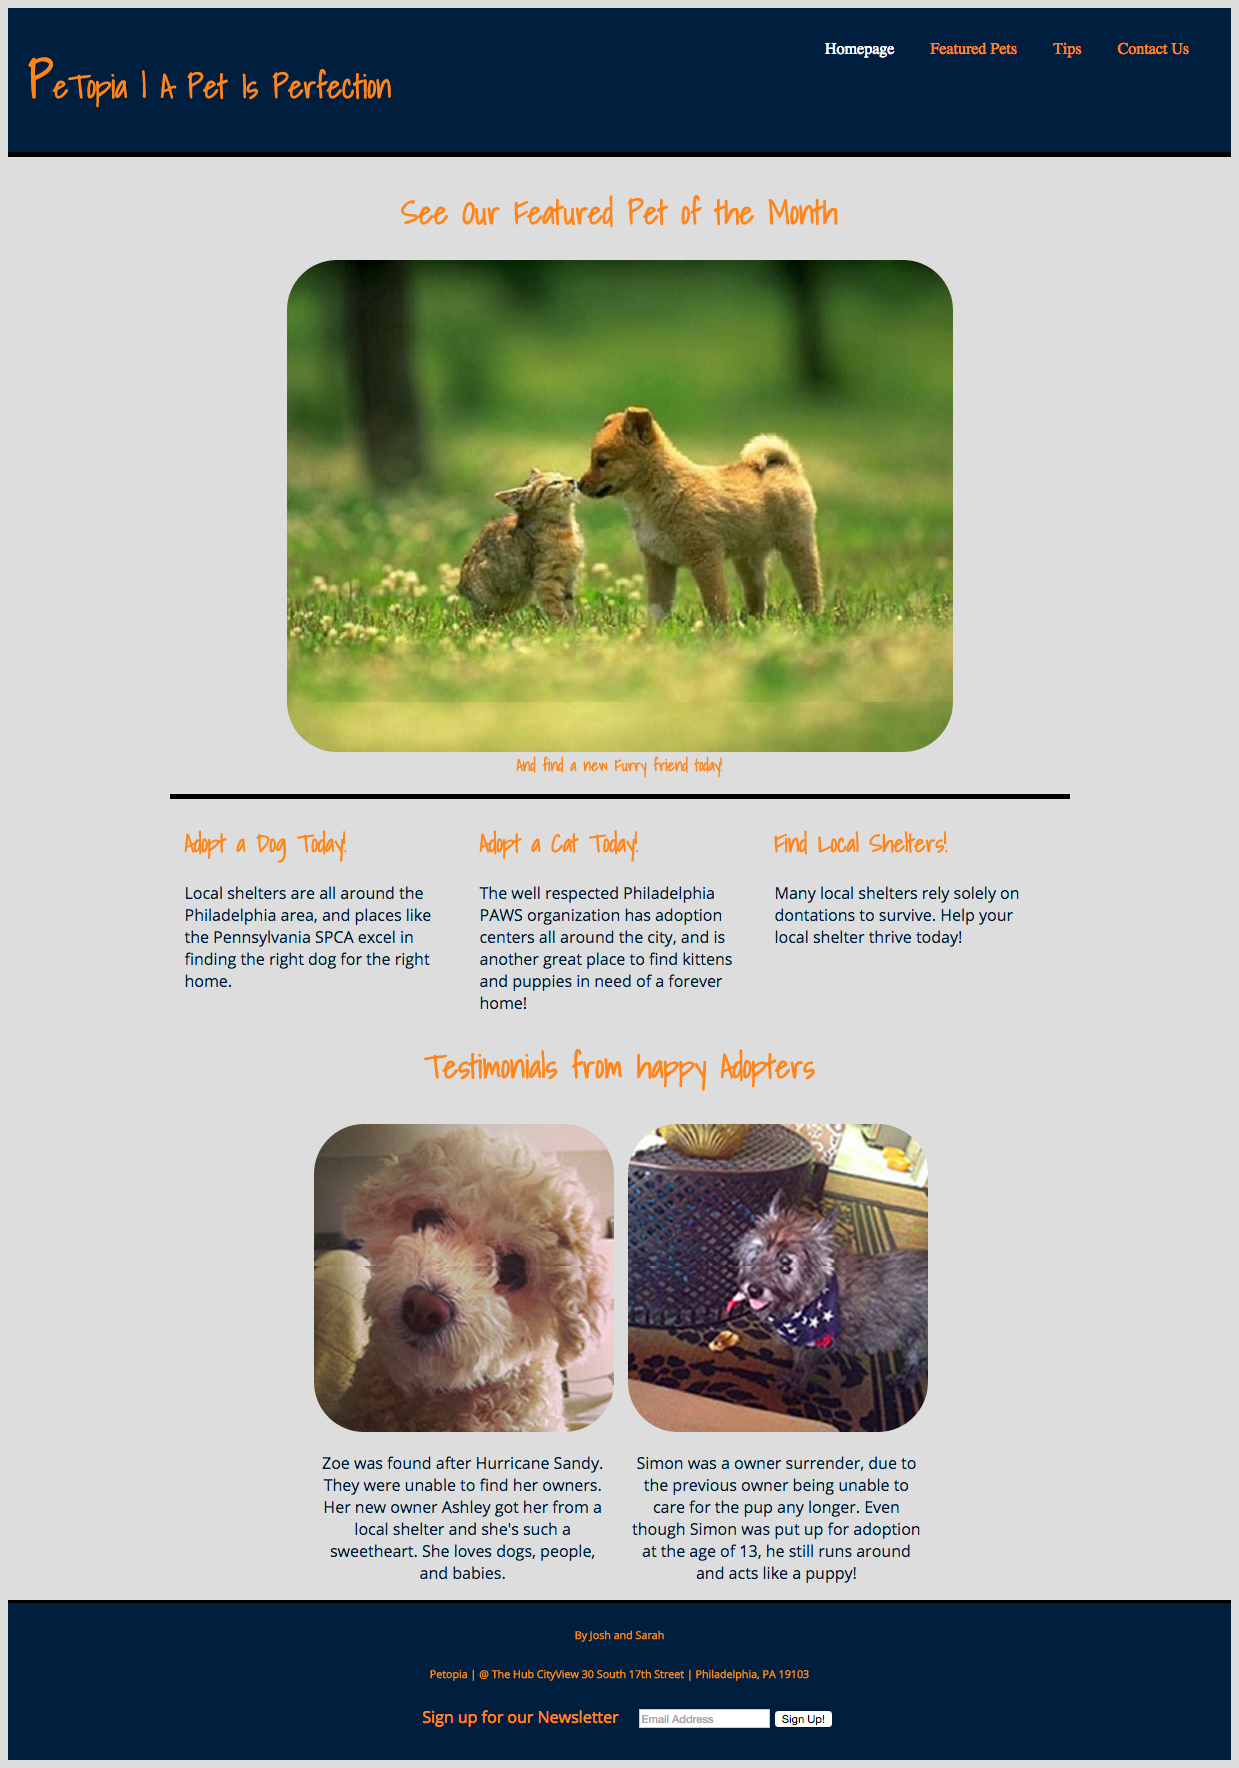 Homepage Featured Pets Tips Contact Us
PeTopia | A Pet Is Perfection
See Our Featured Pet of the Month
And find a new Furry friend today!
Adopt a Dog Today!
Local shelters are all around the
Philadelphia area, and places like
the Pennsylvania SPCA excel in
finding the right dog for the right
home.
Adopt a Cat Today!
The well respected Philadelphia
PAWS organization has adoption
centers all around the city, and is
another great place to find kittens
and puppies in need of a forever
home!
Find Local Shelters!
Many local shelters rely solely on
dontations to survive. Help your
local shelter thrive today!
Testimonials from happy Adopters
Zoe was found after Hurricane Sandy.
They were unable to find her owners.
Her new owner Ashley got her from a
local shelter and she's such a
sweetheart. She loves dogs, people,
and babies.
Simon was a owner surrender, due to
the previous owner being unable to
care for the pup any longer. Even
though Simon was put up for adoption
at the age of 13, he still runs around
and acts like a puppy!
By Josh and Sarah
Petopia | @ The Hub CityView 30 South 17th Street | Philadelphia, PA 19103
Sign up for our Newsletter Email Address Sign Up!